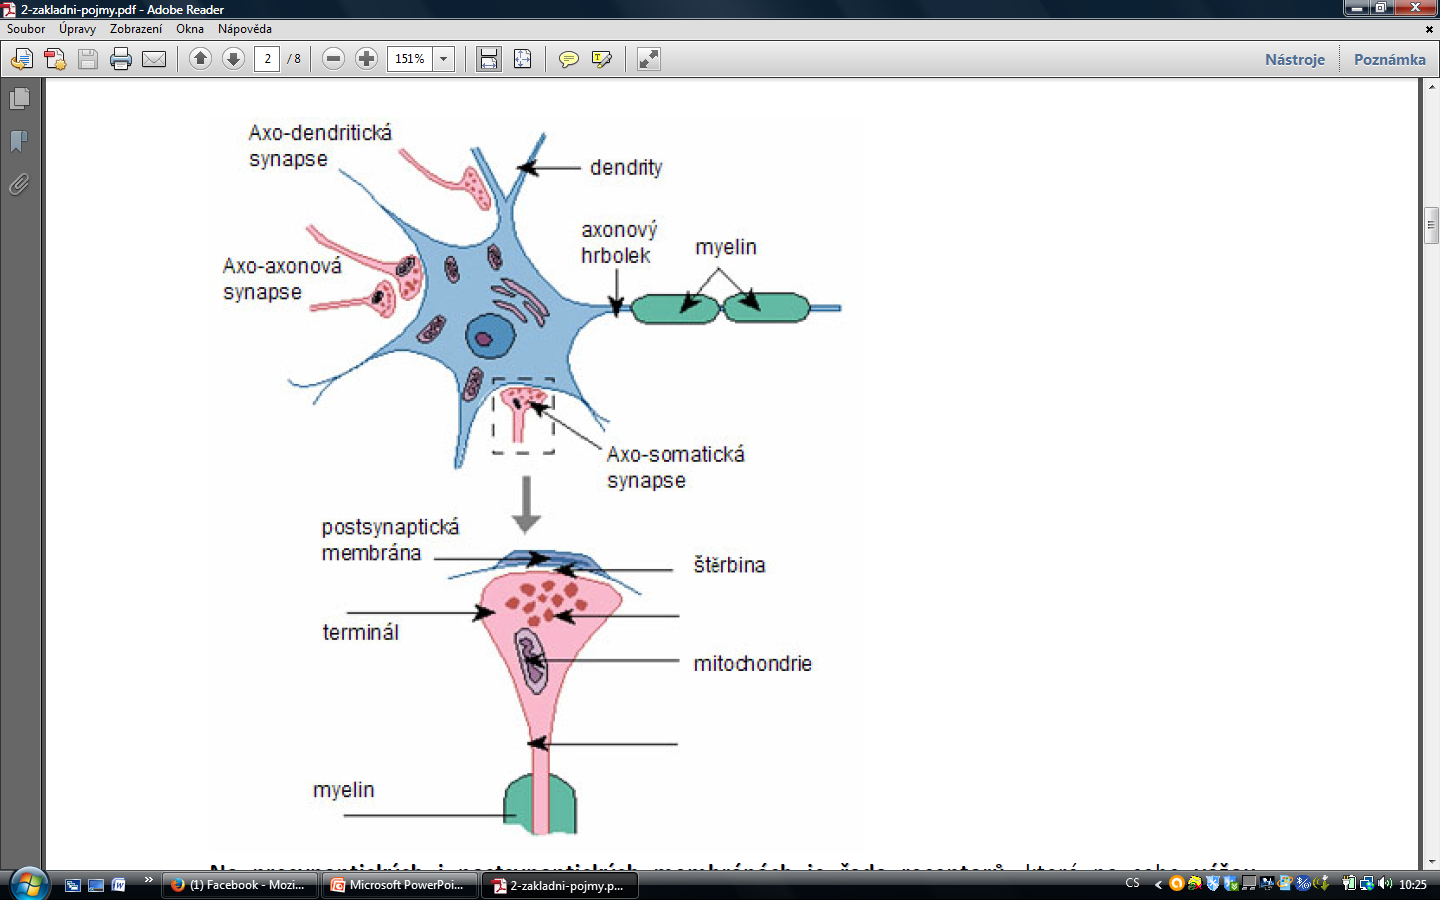 2-zakladni-pojmy.pdf - Adobe Reader
Soubor Úpravy Zobrazení Okna Nápověda
2 / 8 151% Nástroje Poznámka
Axo-dendritická
synapse
dendrity
axonový
hrbolek
myelin
Axo-axonová
synapse
Axo-somatická
synapse
postsynaptická
membrána
štěrbina
terminál
mitochondrie
myelin
(1) Facebook - Mozi...
Microsoft PowerPoi...
2-zakladni-pojmy.p...
CS
10:25